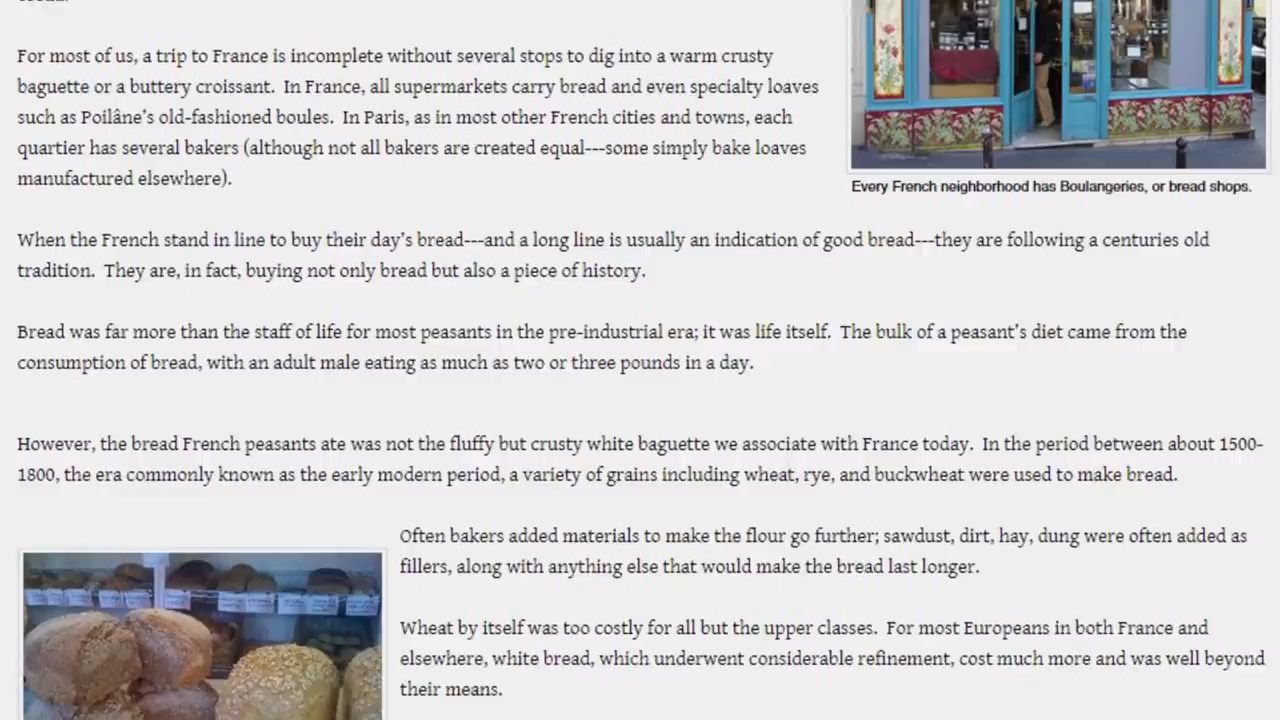 For most of us, a trip to France is incomplete without several stops to dig into a warm crusty
baguette or a buttery croissant.  In France, all supermarkets carry bread and even specialty loaves
such as Poilâne's old-fashioned boules.  In Paris, as in most other French cities and towns, each
quartier has several bakers (although not all bakers are created equal---some simply bake loaves
manufactured elsewhere).
Every French neighborhood has Boulangeries, or bread shops.
When the French stand in line to buy their day's bread---and a long line is usually an indication of good bread---they are following a centuries old
tradition.  They are, in fact, buying not only bread but also a piece of history.
Bread was far more than the staff of life for most peasants in the pre-industrial era; it was life itself.  The bulk of a peasant's diet came from the
consumption of bread, with an adult male eating as much as two or three pounds in a day.
However, the bread French peasants ate was not the fluffy but crusty white baguette we associate with France today.  In the period between about 1500-
1800, the era commonly known as the early modern period, a variety of grains including wheat, rye, and buckwheat were used to make bread.
Often bakers added materials to make the flour go further; sawdust, dirt, hay, dung were often added as
fillers, along with anything else that would make the bread last longer.
Wheat by itself was too costly for all but the upper classes.  For most Europeans in both France and
elsewhere, white bread, which underwent considerable refinement, cost much more and was well beyond
their means.